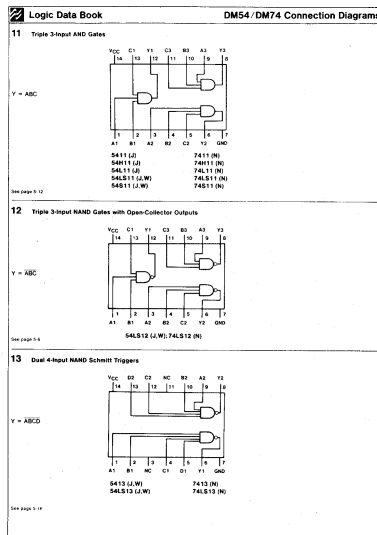 Logic Data Book DM54/DM74 Connection Diagrams
11 Triple 3-Input AND Gates
VCC C1 Y1 C3 B3 A3 Y3
14 13 12 11 10 9 8
Y = ABC
1 2 3 4 5 6 7
A1 B1 A2 B2 C2 Y2 GND
5411 (J) 7411 (N)
54H11 (J) 74H11 (N)
54L11 (J) 74L11 (N)
54LS11 (J,W) 74LS11 (N)
54S11 (J,W) 74S11 (N)
See page 5-12
12 Triple 3-Input NAND Gates with Open-Collector Outputs
VCC C1 Y1 C3 B3 A3 Y3
14 13 12 11 10 9 8
Y = A̅B̅C̅
1 2 3 4 5 6 7
A1 B1 A2 B2 C2 Y2 GND
54LS12 (J,W); 74LS12 (N)
See page 5-6
13 Dual 4-Input NAND Schmitt Triggers
VCC D2 C2 NC B2 A2 Y2
14 13 12 11 10 9 8
Y = A̅B̅C̅D̅
1 2 3 4 5 6 7
A1 B1 NC C1 D1 Y1 GND
5413 (J,W) 7413 (N)
54LS13 (J,W) 74LS13 (N)
See page